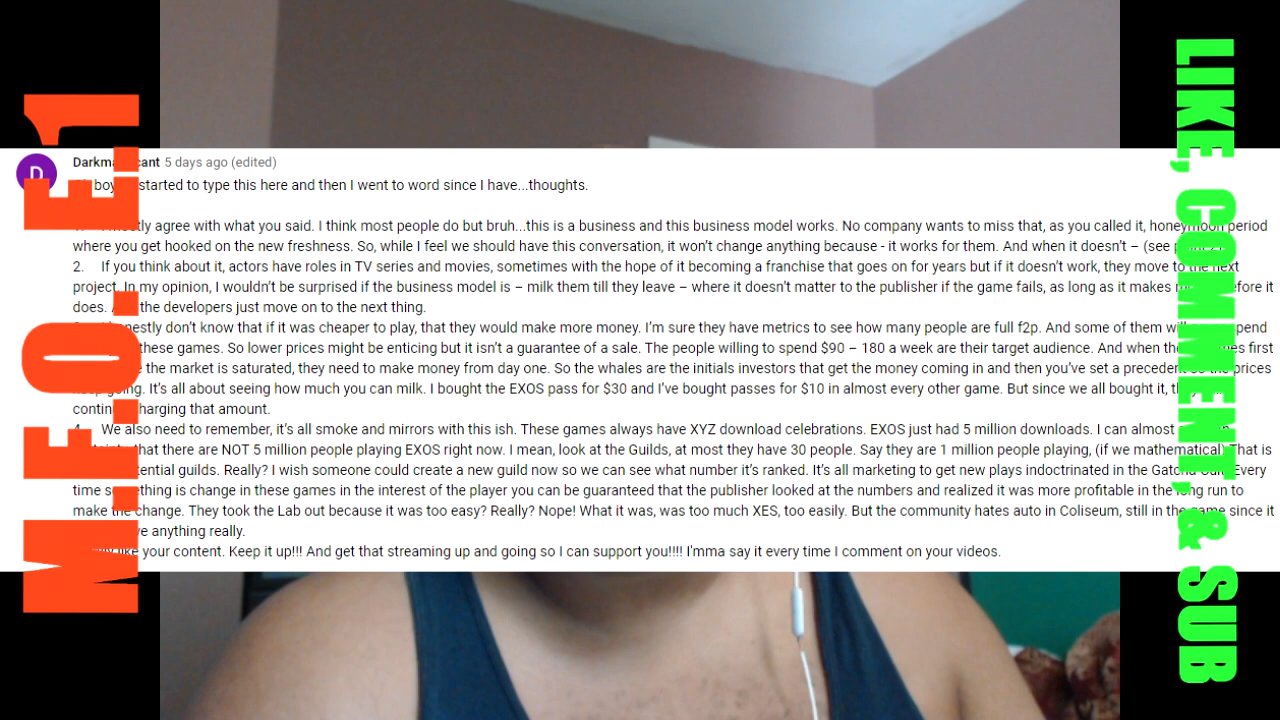 M.F.O. E.1
LIKE, COMMENT, & SUB
D
Darkma cant 5 days ago (edited)
boy started to type this here and then I went to word since I have...thoughts.
agree with what you said. I think most people do but bruh...this is a business and this business model works. No company wants to miss that, as you called it, honeymoon period
where you get hooked on the new freshness. So, while I feel we should have this conversation, it won't change anything because - it works for them. And when it doesn't – (see
2. If you think about it, actors have roles in TV series and movies, sometimes with the hope of it becoming a franchise that goes on for years but if it doesn't work, they move to the next
project. In my opinion, I wouldn't be surprised if the business model is – milk them till they leave – where it doesn't matter to the publisher if the game fails, as long as it makes before it
does. the developers just move on to the next thing.
honestly don't know that if it was cheaper to play, that they would make more money. I'm sure they have metrics to see how many people are full f2p. And some of them will spend
these games. So lower prices might be enticing but it isn't a guarantee of a sale. The people willing to spend $90 – 180 a week are their target audience. And when the first
the market is saturated, they need to make money from day one. So the whales are the initials investors that get the money coming in and then you've set a precedent prices
going. It's all about seeing how much you can milk. I bought the EXOS pass for $30 and I've bought passes for $10 in almost every other game. But since we all bought it,
charging that amount.
4. We also need to remember, it's all smoke and mirrors with this ish. These games always have XYZ download celebrations. EXOS just had 5 million downloads. I can almost
that there are NOT 5 million people playing EXOS right now. I mean, look at the Guilds, at most they have 30 people. Say they are 1 million people playing, (if we mathematical) That is
potential guilds. Really? I wish someone could create a new guild now so we can see what number it's ranked. It's all marketing to get new plays indoctrinated in the Gatcha Every
time something is change in these games in the interest of the player you can be guaranteed that the publisher looked at the numbers and realized it was more profitable in the long run to
make the change. They took the Lab out because it was too easy? Really? Nope! What it was, was too much XES, too easily. But the community hates auto in Coliseum, still in the game since it
anything really.
like your content. Keep it up!!! And get that streaming up and going so I can support you!!!! I'mma say it every time I comment on your videos.